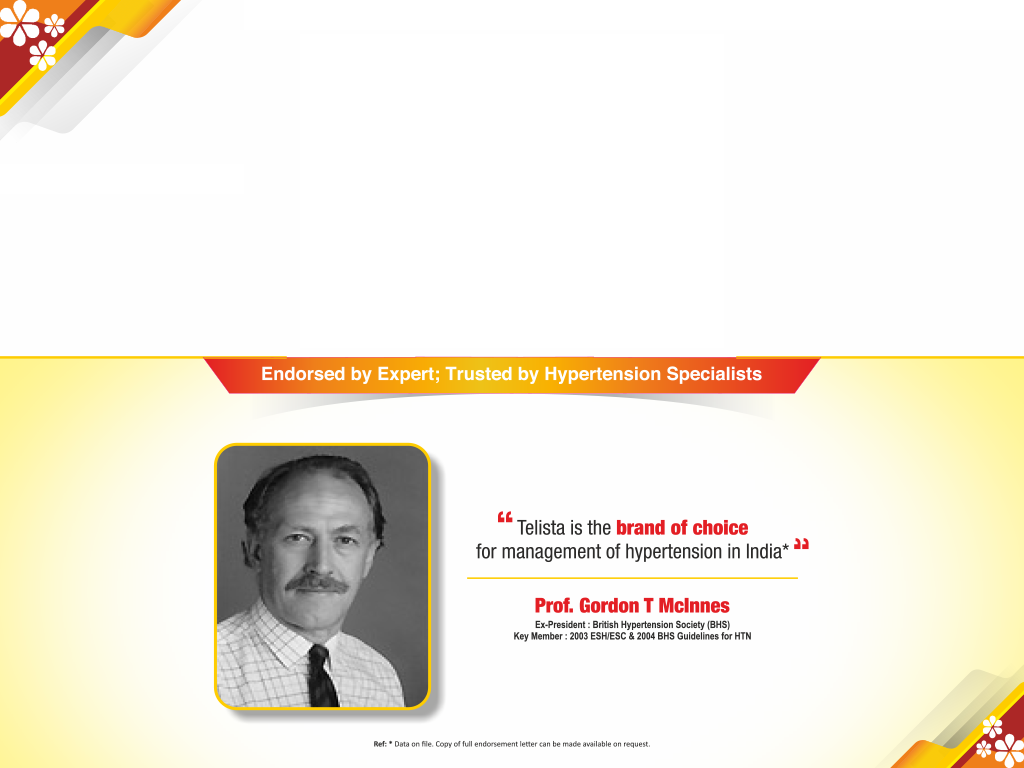 Endorsed by Expert; Trusted by Hypertension Specialists
“ Telista is the brand of choice
for management of hypertension in India* ”
Prof. Gordon T McInnes
Ex-President : British Hypertension Society (BHS)
Key Member : 2003 ESH/ESC & 2004 BHS Guidelines for HTN
Ref: * Data on file. Copy of full endorsement letter can be made available on request.